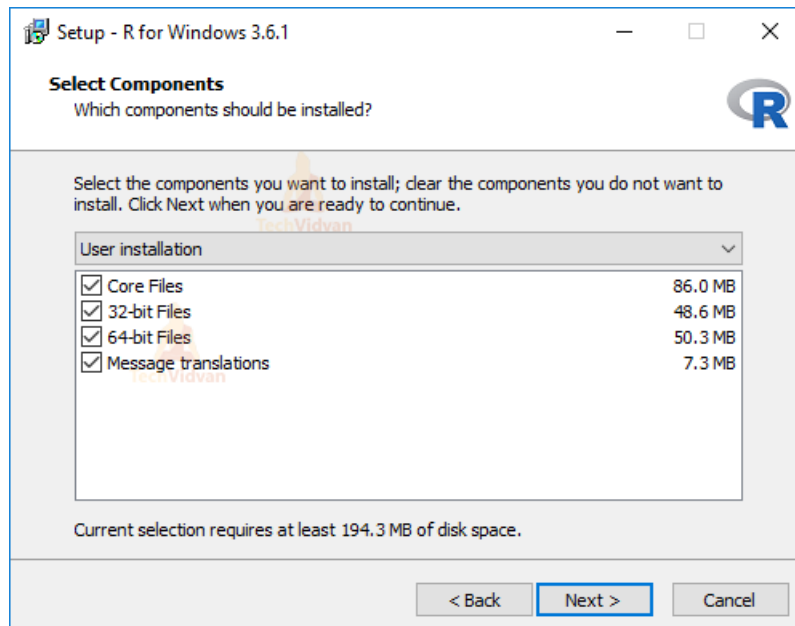 Setup - R for Windows 3.6.1
Select Components
Which components should be installed?
R
Select the components you want to install; clear the components you do not want to
install. Click Next when you are ready to continue.
TechVidvan
User installation
Core Files 86.0 MB
32-bit Files 48.6 MB
64-bit Files 50.3 MB
Message translations 7.3 MB
TechVidvan
Current selection requires at least 194.3 MB of disk space.
< Back Next > Cancel